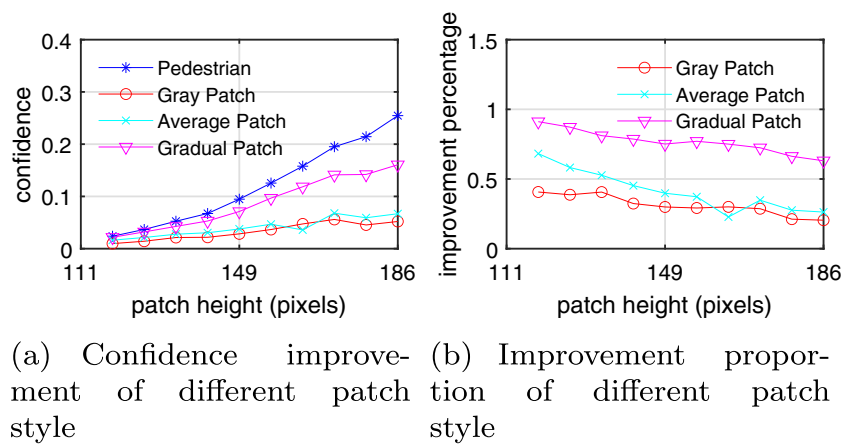 0.4
0.3
0.2
0.1
0
confidence
Pedestrian
Gray Patch
Average Patch
Gradual Patch
111
149
186
patch height (pixels)
1.5
1
0.5
0
improvement percentage
Gray Patch
Average Patch
Gradual Patch
111
149
186
patch height (pixels)
(a) Confidence improve-
ment of different patch
style
(b) Improvement propor-
tion of different patch
style